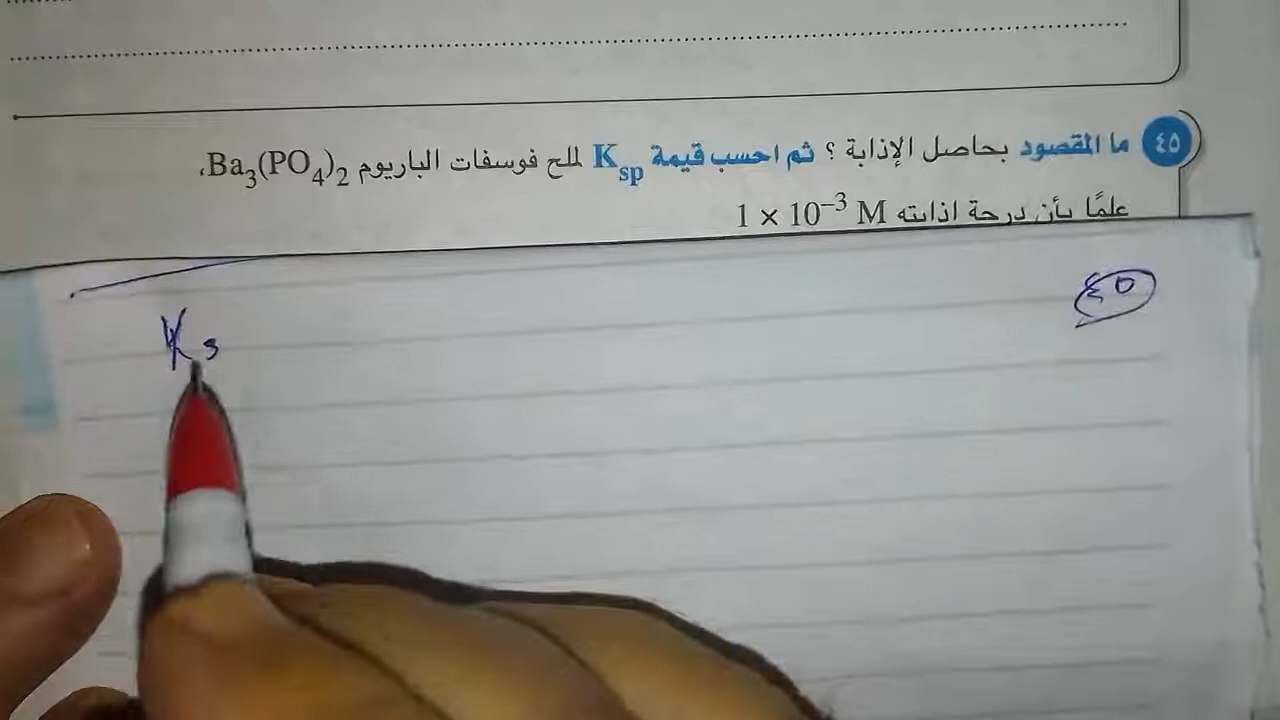 ٤٥ ما المقصود بحاصل الإذابة ؟ ثم احسب قيمة Ksp لملح فوسفات الباريوم Ba3(PO4)2،
علمًا بأن درجة اذابته 1 × 10−3 M
٤٥
Ks